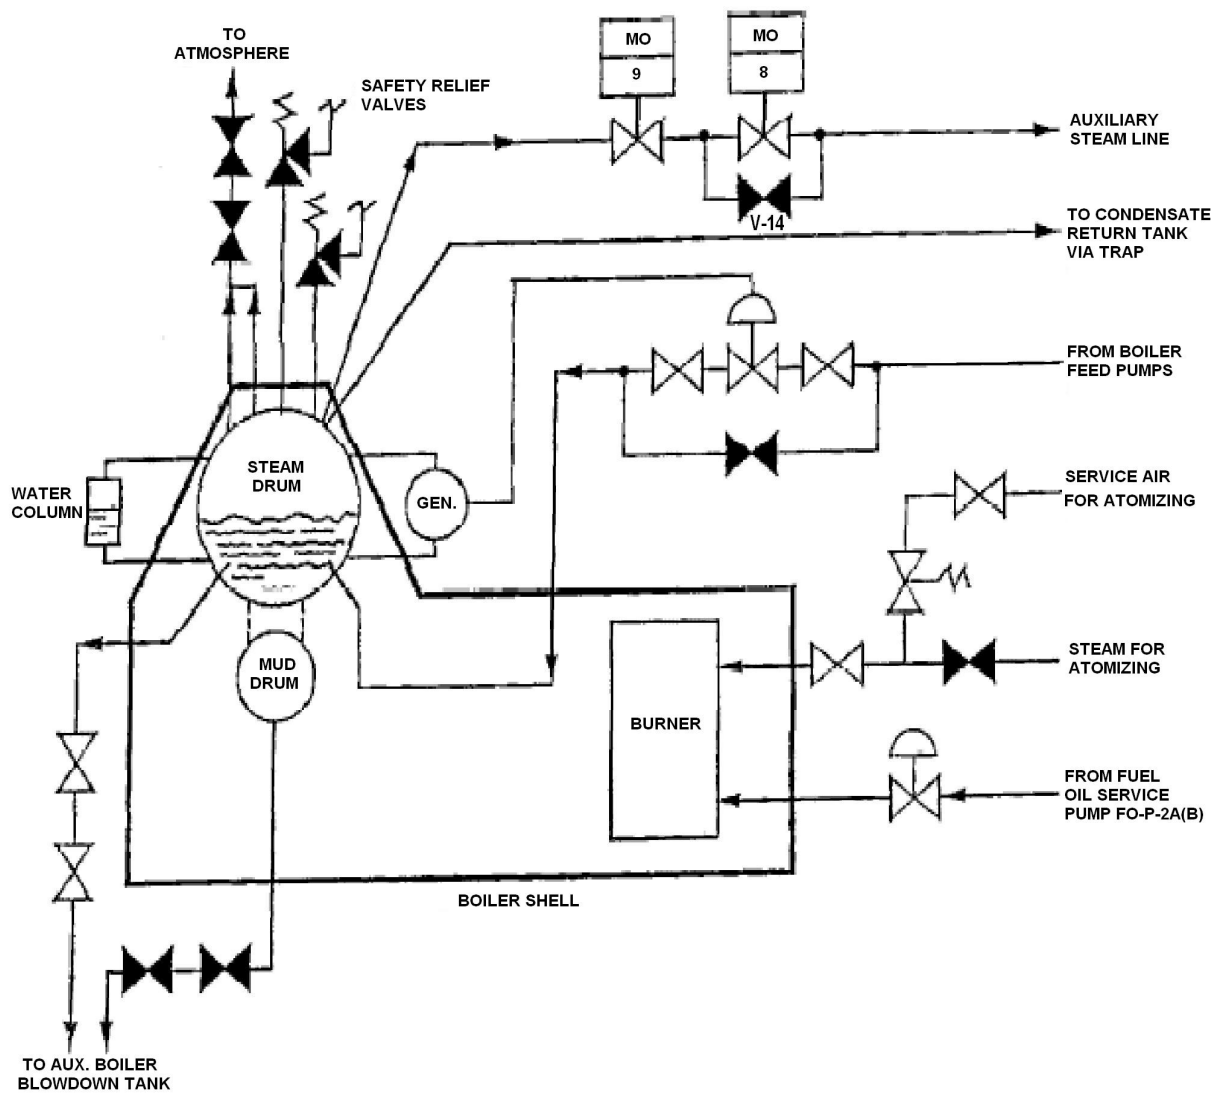 TO
ATMOSPHERE
SAFETY RELIEF
VALVES
MO
9
MO
8
AUXILIARY
STEAM LINE
V-14
TO CONDENSATE
RETURN TANK
VIA TRAP
FROM BOILER
FEED PUMPS
STEAM
DRUM
GEN.
WATER
COLUMN
SERVICE AIR
FOR ATOMIZING
MUD
DRUM
STEAM FOR
ATOMIZING
BURNER
FROM FUEL
OIL SERVICE
PUMP FO-P-2A(B)
BOILER SHELL
TO AUX. BOILER
BLOWDOWN TANK